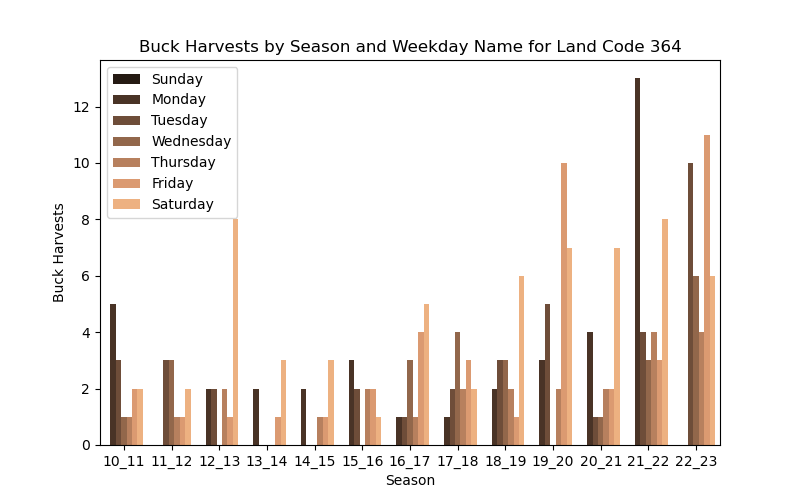 Buck Harvests by Season and Weekday Name for Land Code 364
Sunday
Monday
Tuesday
Wednesday
Thursday
Friday
Saturday
Buck Harvests
12
10
8
6
4
2
0
10_11 11_12 12_13 13_14 14_15 15_16 16_17 17_18 18_19 19_20 20_21 21_22 22_23
Season